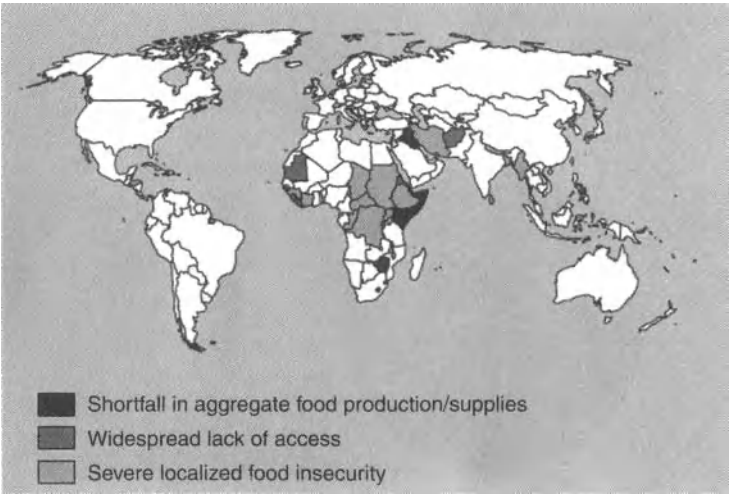 Shortfall in aggregate food production/supplies
Widespread lack of access
Severe localized food insecurity